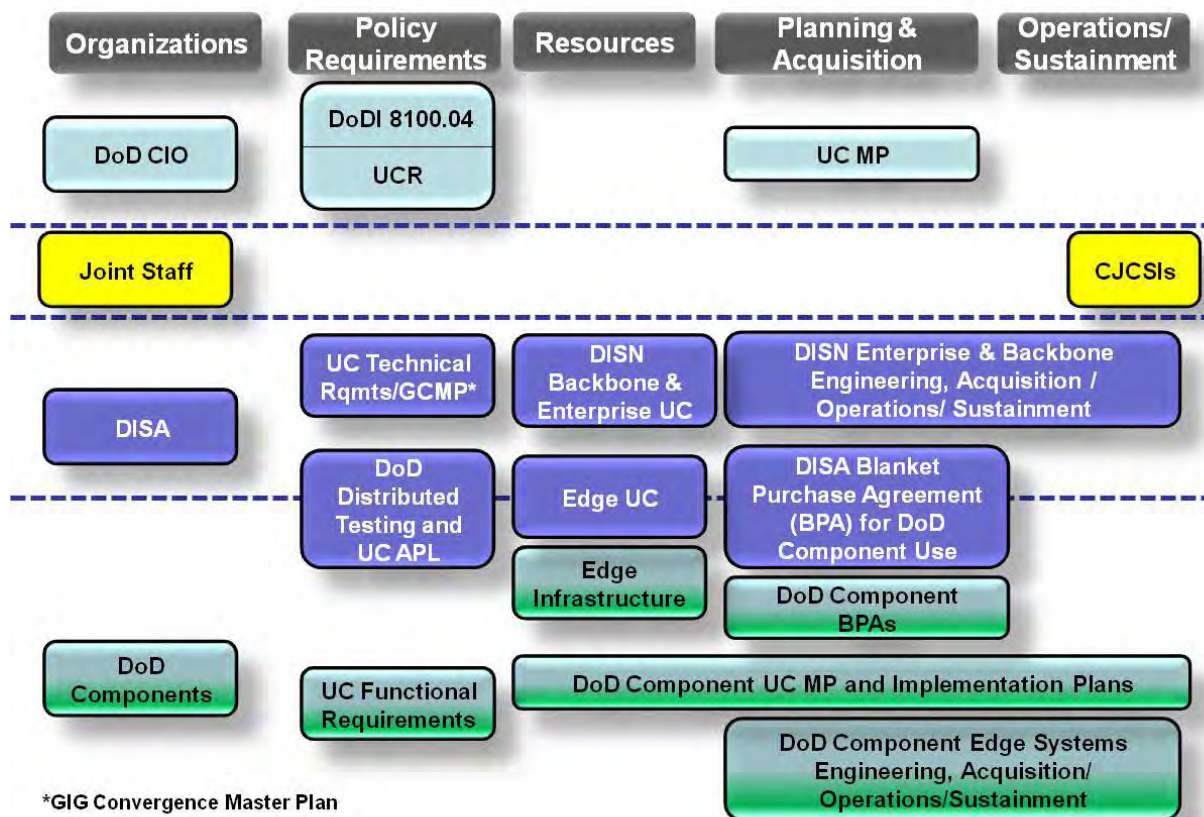 Organizations
Policy
Requirements
Resources
Planning &
Acquisition
Operations/
Sustainment
DoD CIO
DoDI 8100.04
UCR
UC MP
Joint Staff
CJCSIs
DISA
UC Technical
Rqmts/GCMP*
DISN
Backbone &
Enterprise UC
DISN Enterprise & Backbone
Engineering, Acquisition /
Operations/ Sustainment
DoD
Distributed
Testing and
UC APL
Edge UC
DISA Blanket
Purchase Agreement
(BPA) for DoD
Component Use
Edge
Infrastructure
DoD Component
BPAs
DoD
Components
UC Functional
Requirements
DoD Component UC MP and Implementation Plans
DoD Component Edge Systems
Engineering, Acquisition/
Operations/Sustainment
*GIG Convergence Master Plan